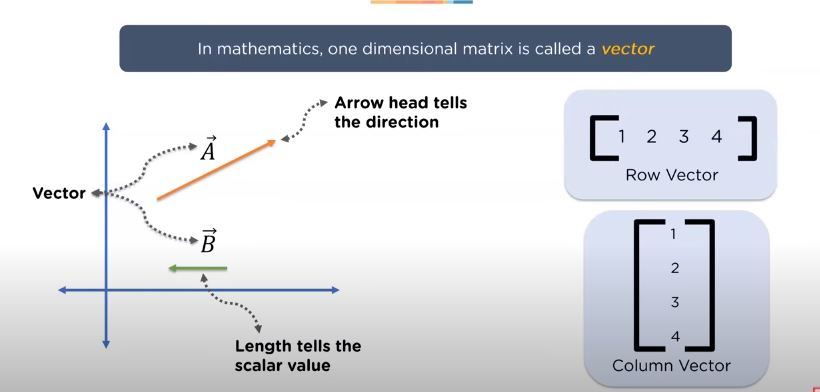 In mathematics, one dimensional matrix is called a vector
Arrow head tells
the direction
A⃗
Vector
B⃗
Length tells the
scalar value
1 2 3 4
Row Vector
1
2
3
4
Column Vector